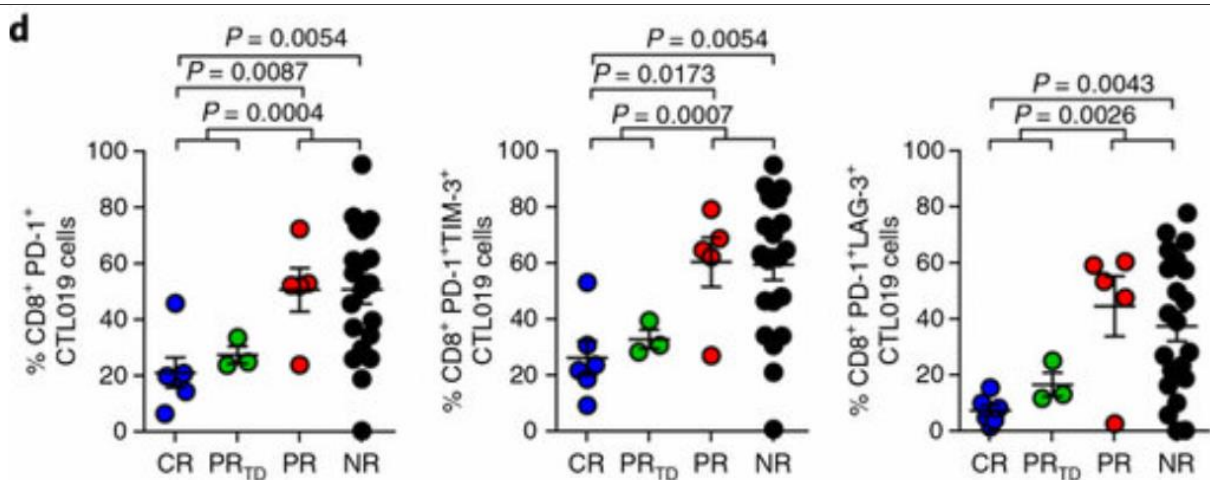 d
P = 0.0054
P = 0.0087
P = 0.0004
% CD8⁺ PD-1⁺
CTL019 cells
100
80
60
40
20
0
CR PR_TD PR NR
P = 0.0054
P = 0.0173
P = 0.0007
% CD8⁺ PD-1⁺TIM-3⁺
CTL019 cells
100
80
60
40
20
0
CR PR_TD PR NR
P = 0.0043
P = 0.0026
% CD8⁺ PD-1⁺LAG-3⁺
CTL019 cells
100
80
60
40
20
0
CR PR_TD PR NR